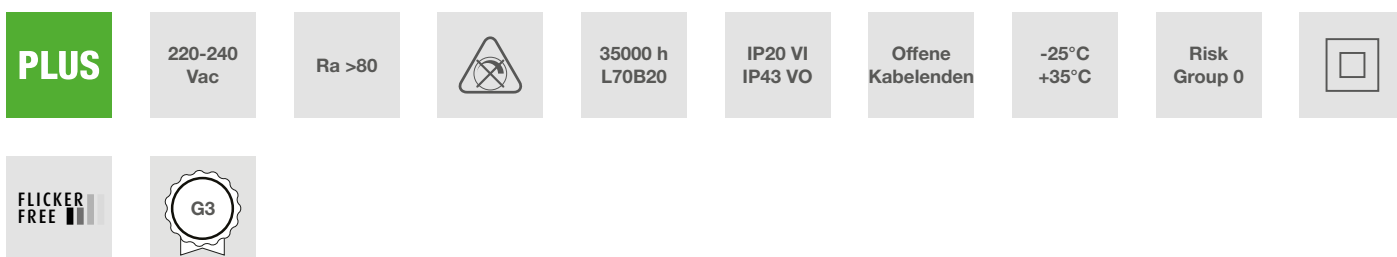 PLUS
220-240
Vac
Ra >80
35000 h
L70B20
IP20 VI
IP43 VO
Offene
Kabelenden
-25°C
+35°C
Risk
Group 0
FLICKER
FREE
G3